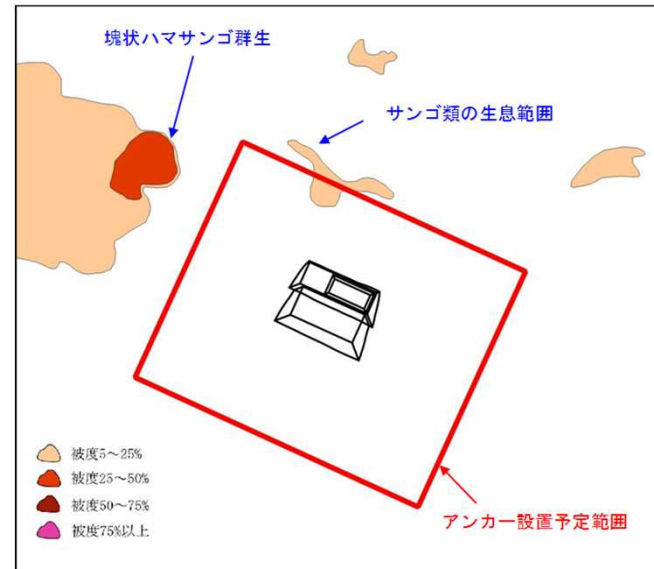 塊状ハマサンゴ群生
サンゴ類の生息範囲
被度5～25%
被度25～50%
被度50～75%
被度75%以上
アンカー設置予定範囲